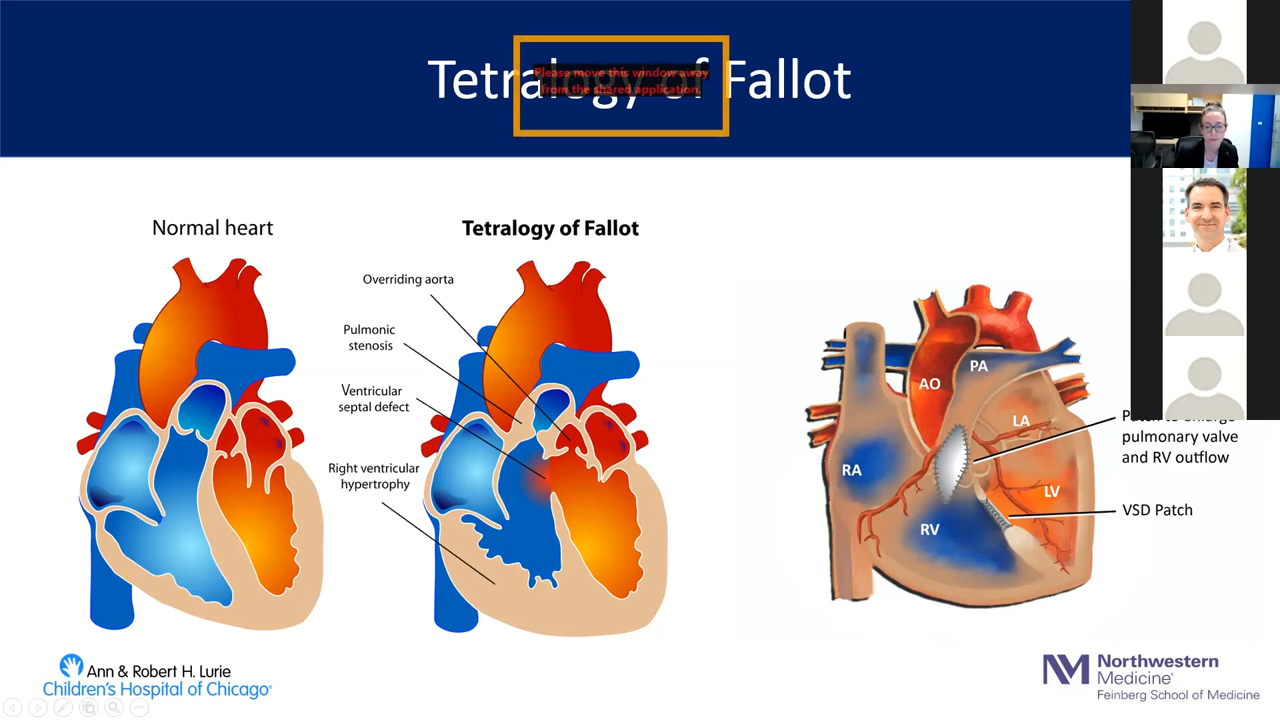 Tetralogy of Fallot
Please move this window away
from the shared application.
Normal heart
Tetralogy of Fallot
Overriding aorta
Pulmonic
stenosis
Ventricular
septal defect
Right ventricular
hypertrophy
AO
PA
LA
RA
LV
RV
Patch to enlarge
pulmonary valve
and RV outflow
VSD Patch
Ann & Robert H. Lurie
Children's Hospital of Chicago®
NM
Northwestern
Medicine®
Feinberg School of Medicine